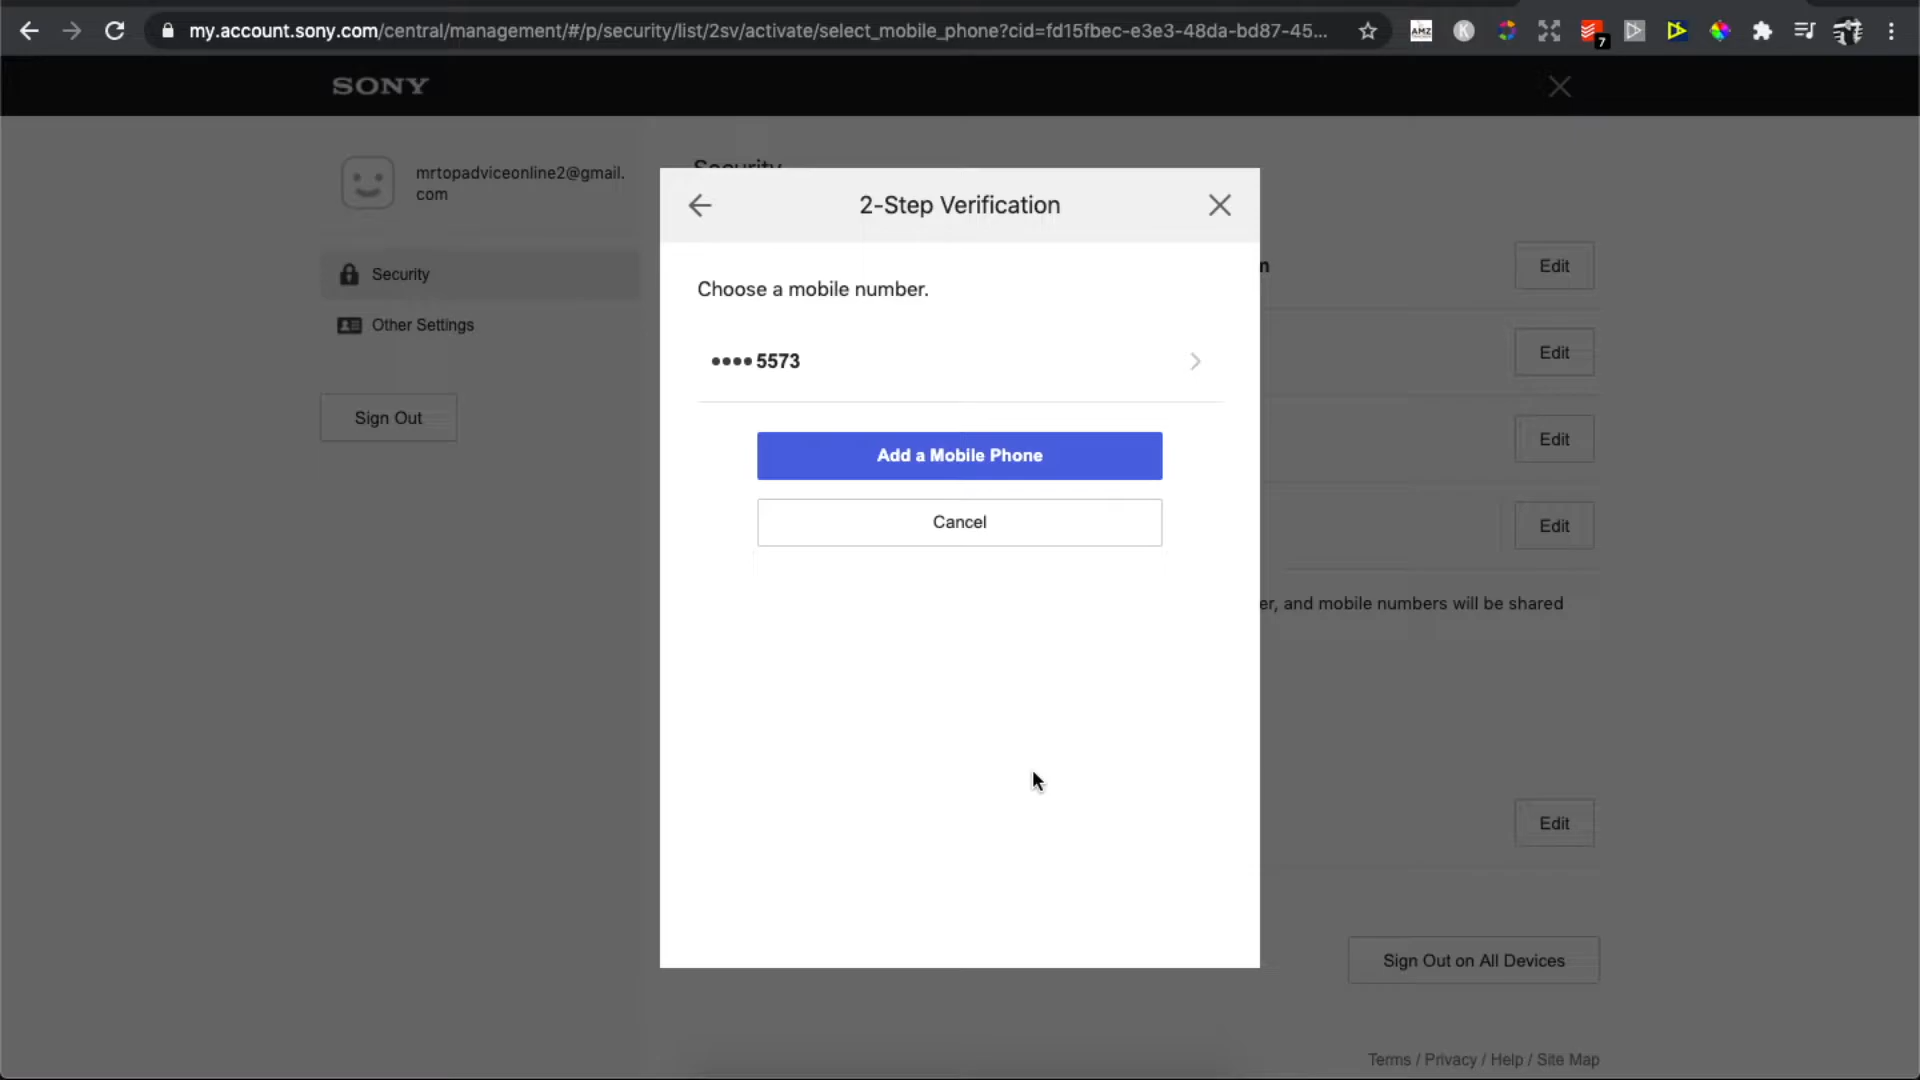 my.account.sony.com/central/management/#/p/security/list/2sv/activate/select_mobile_phone?cid=fd15fbec-e3e3-48da-bd87-45...
AMZ
K
7
SONY
mrtopadviceonline2@gmail.
com
Security
Other Settings
Sign Out
Security
2-Step Verification
Choose a mobile number.
•••• 5573
Add a Mobile Phone
Cancel
Edit
Edit
Edit
Edit
er, and mobile numbers will be shared
Edit
Sign Out on All Devices
Terms / Privacy / Help / Site Map